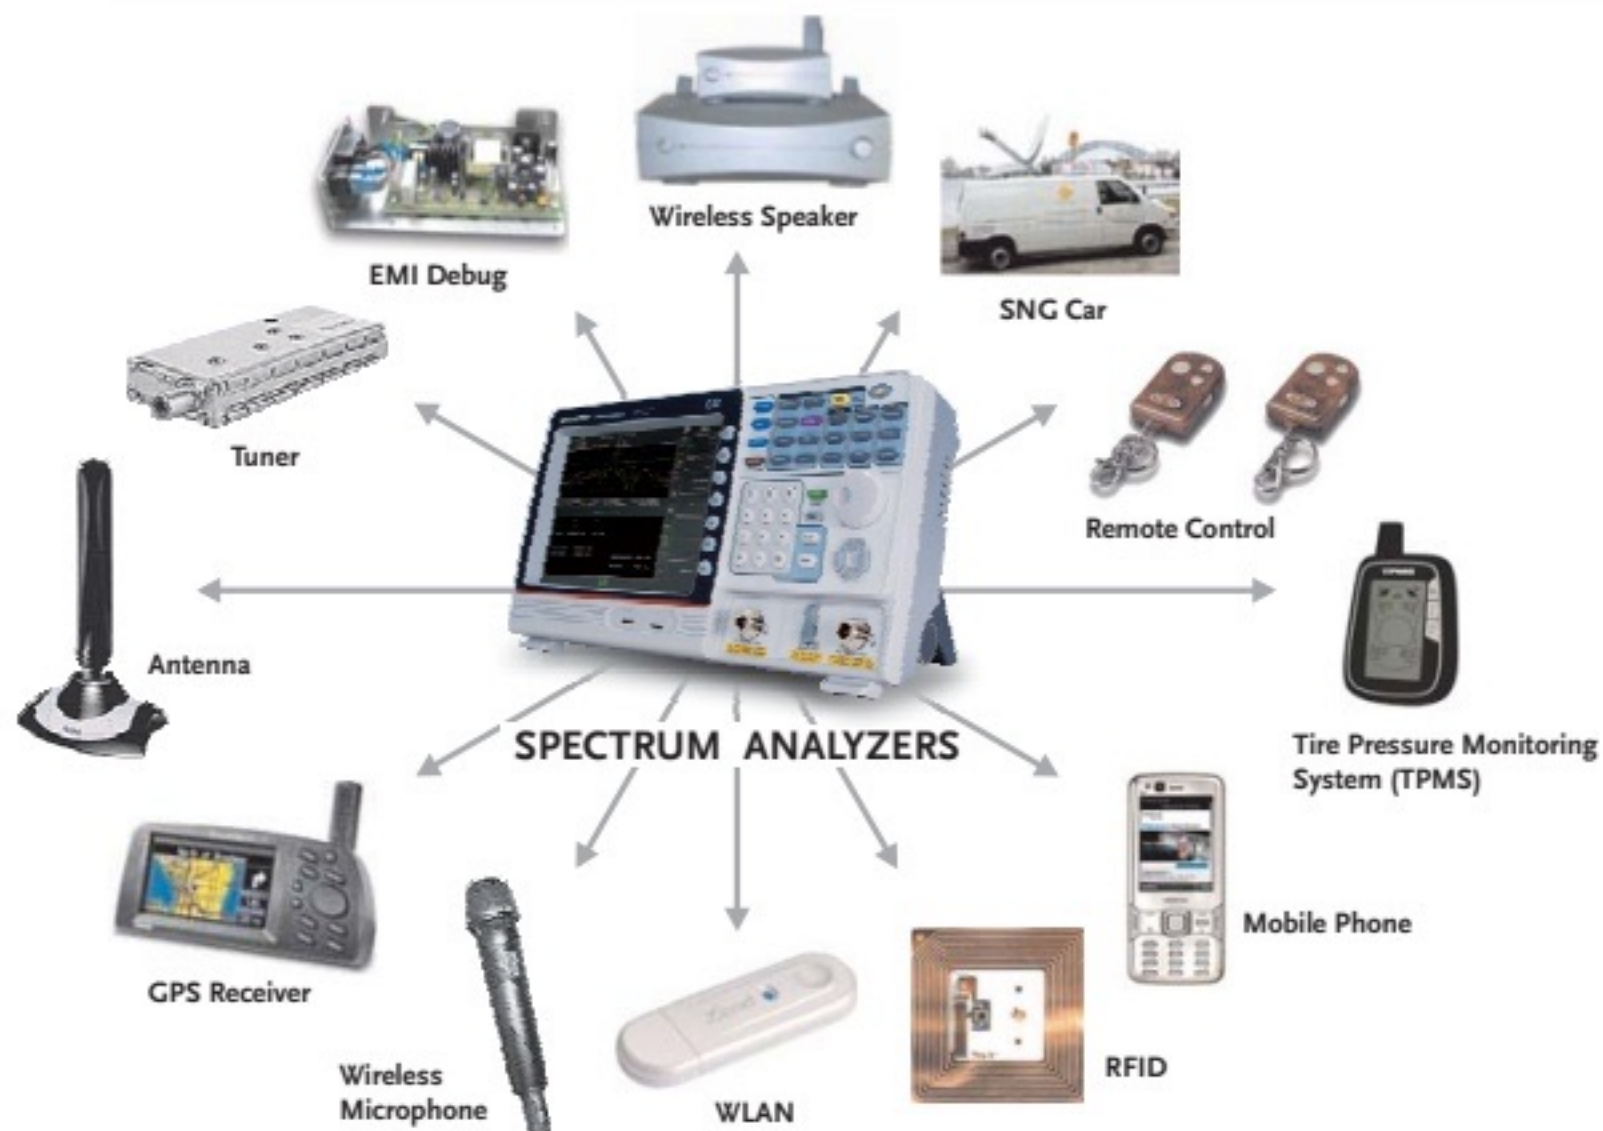 Wireless Speaker
EMI Debug
SNG Car
Tuner
Remote Control
Antenna
Tire Pressure Monitoring
System (TPMS)
SPECTRUM ANALYZERS
Mobile Phone
GPS Receiver
Wireless
Microphone
WLAN
RFID
TPMS